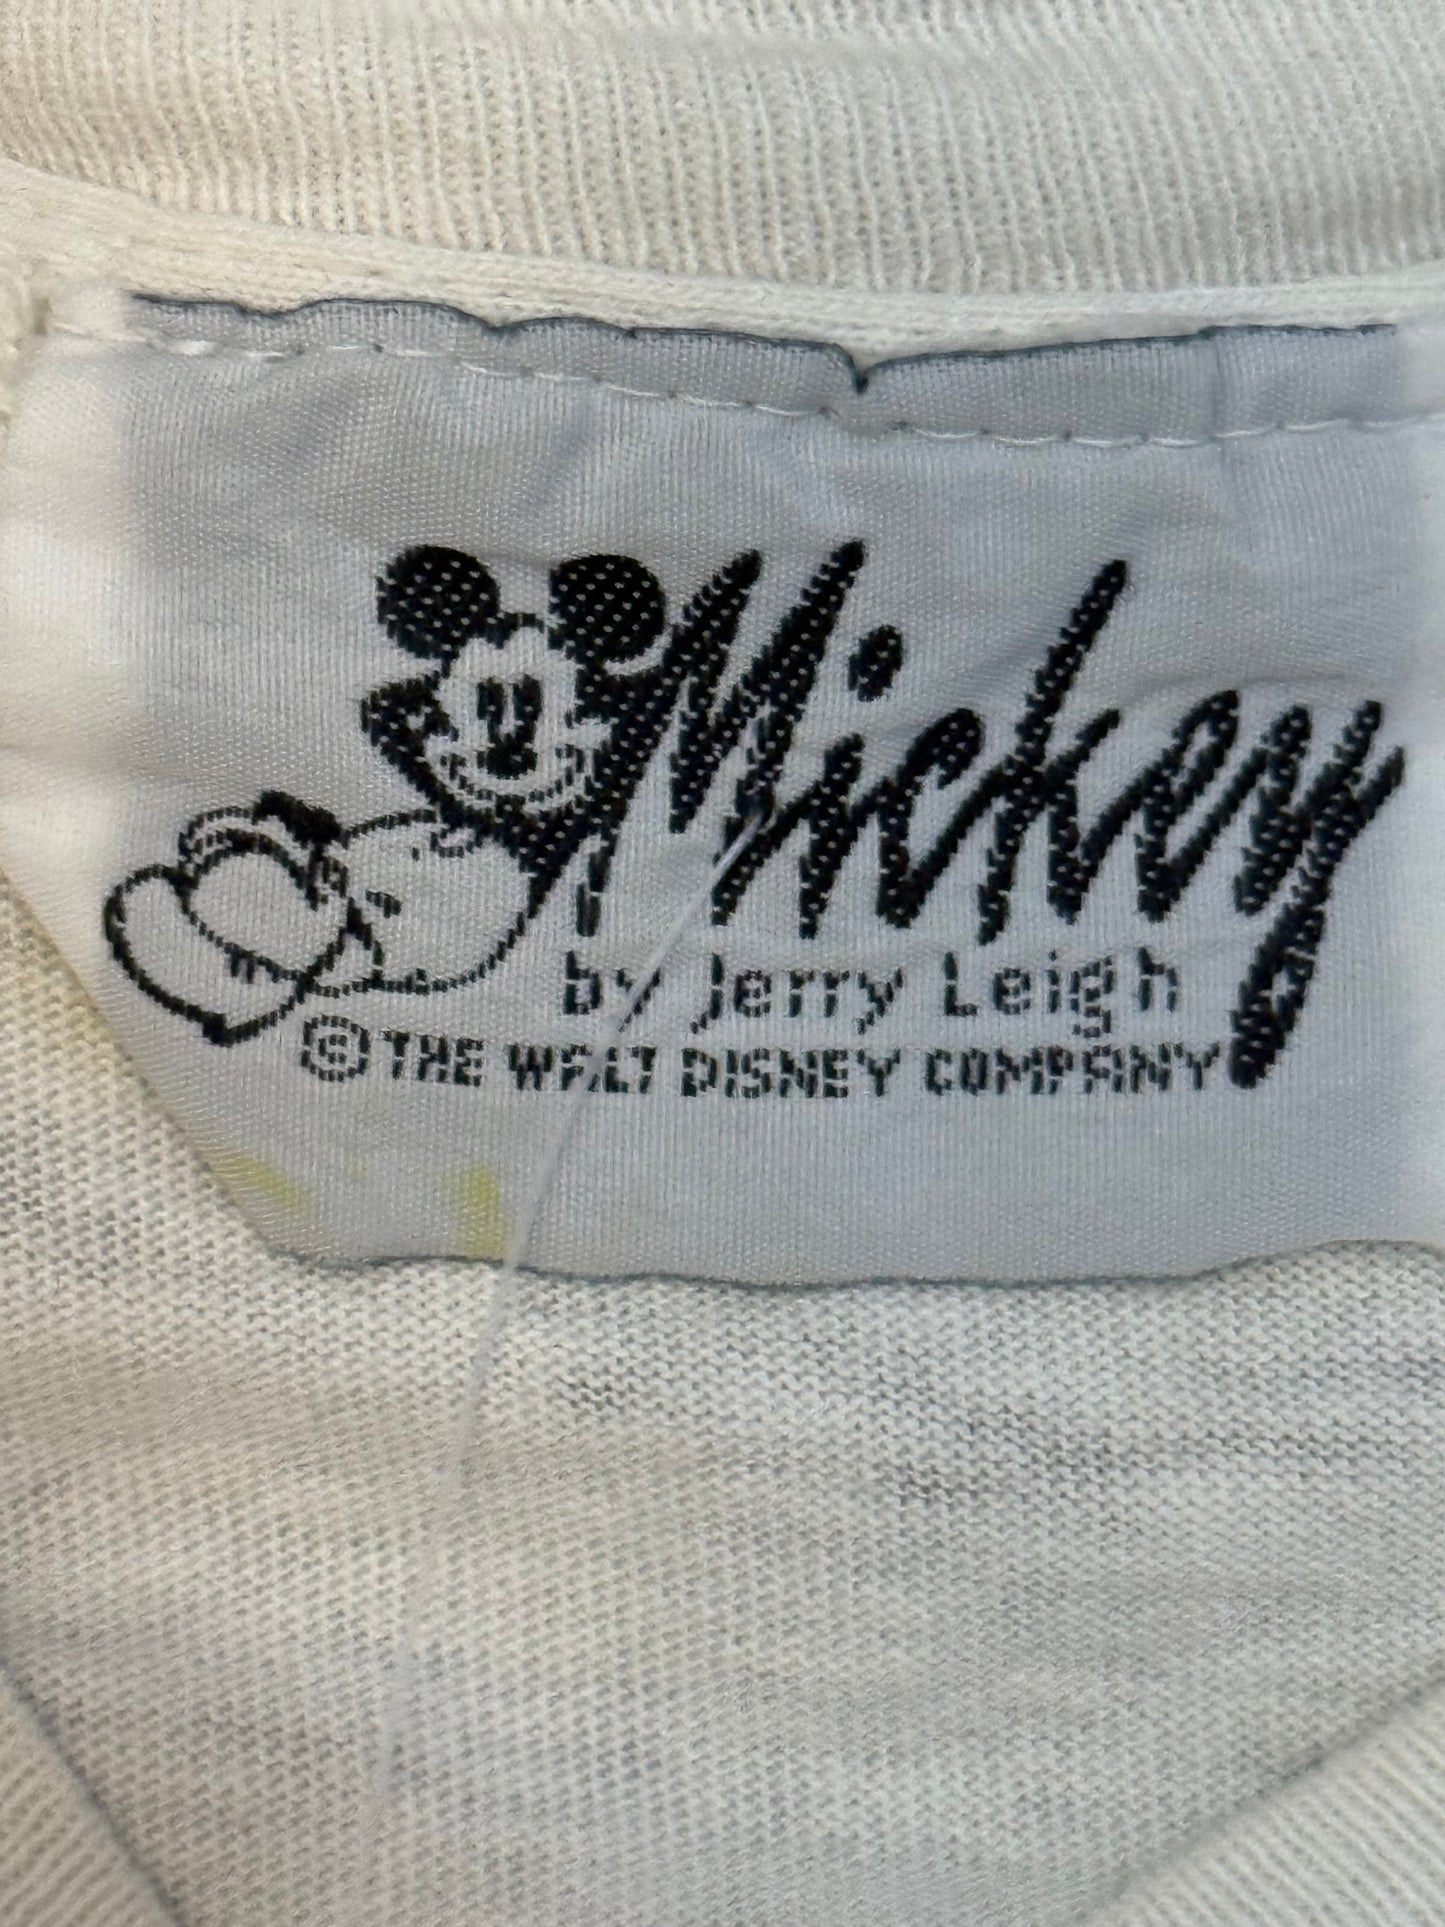 Mickey
by Jerry Leigh
© THE WALT DISNEY COMPANY